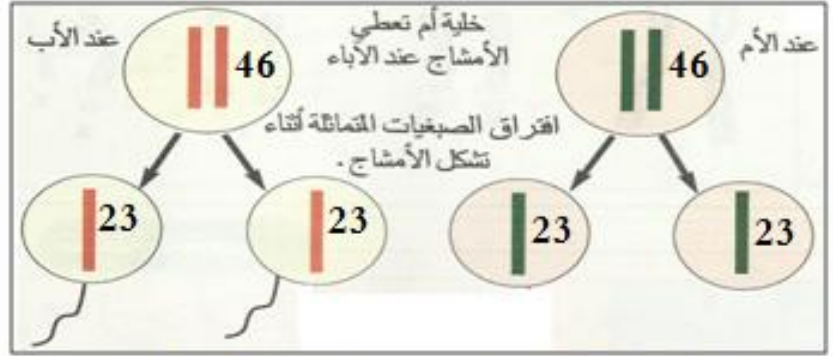 عند الأم
خلية أم تعطي
الأمشاج عند الآباء
عند الأب
46
46
افتراق الصبغيات المتماثلة أثناء
تشكل الأمشاج .
23
23
23
23